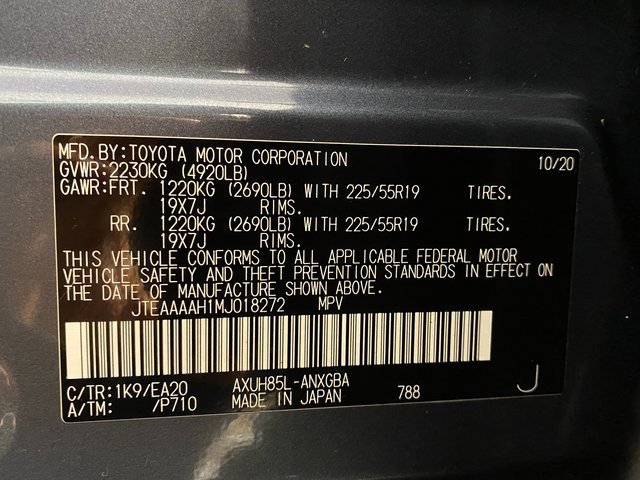 MFD.BY:TOYOTA MOTOR CORPORATION 10/20
GVWR:2230KG (4920LB)
GAWR:FRT. 1220KG (2690LB) WITH 225/55R19 TIRES.
19X7J RIMS.
RR. 1220KG (2690LB) WITH 225/55R19 TIRES.
19X7J RIMS.
THIS VEHICLE CONFORMS TO ALL APPLICABLE FEDERAL MOTOR
VEHICLE SAFETY AND THEFT PREVENTION STANDARDS IN EFFECT ON
THE DATE OF MANUFACTURE SHOWN ABOVE.
JTEAAAAH1MJ018272 MPV
C/TR:1K9/EA20 AXUH85L-ANXGBA
A/TM: /P710 MADE IN JAPAN 788 J